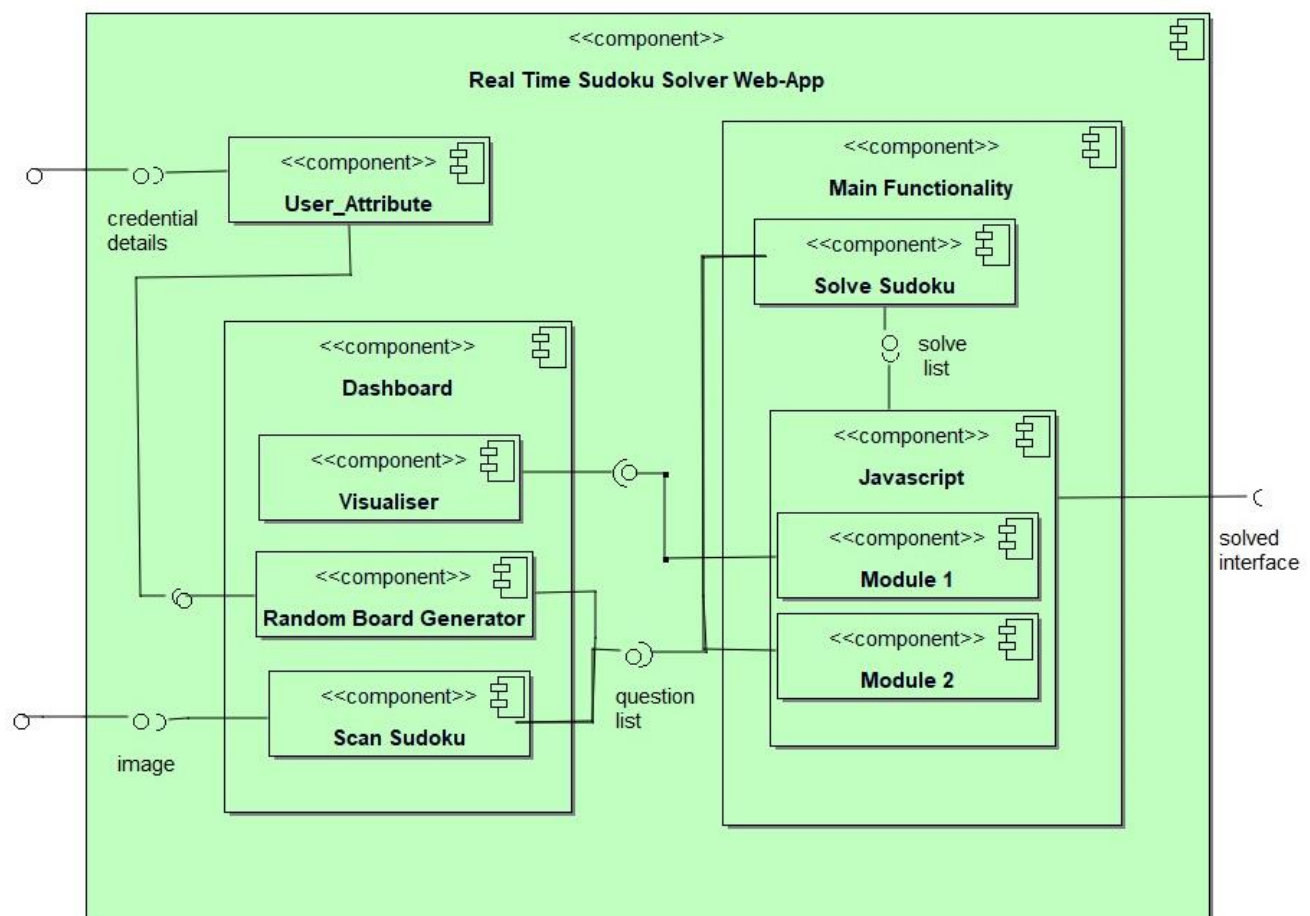 <<component>>
Real Time Sudoku Solver Web-App
<<component>>
User_Attribute
credential
details
<<component>>
Dashboard
<<component>>
Visualiser
<<component>>
Random Board Generator
<<component>>
Scan Sudoku
image
question
list
<<component>>
Main Functionality
<<component>>
Solve Sudoku
solve
list
<<component>>
Javascript
<<component>>
Module 1
<<component>>
Module 2
solved
interface